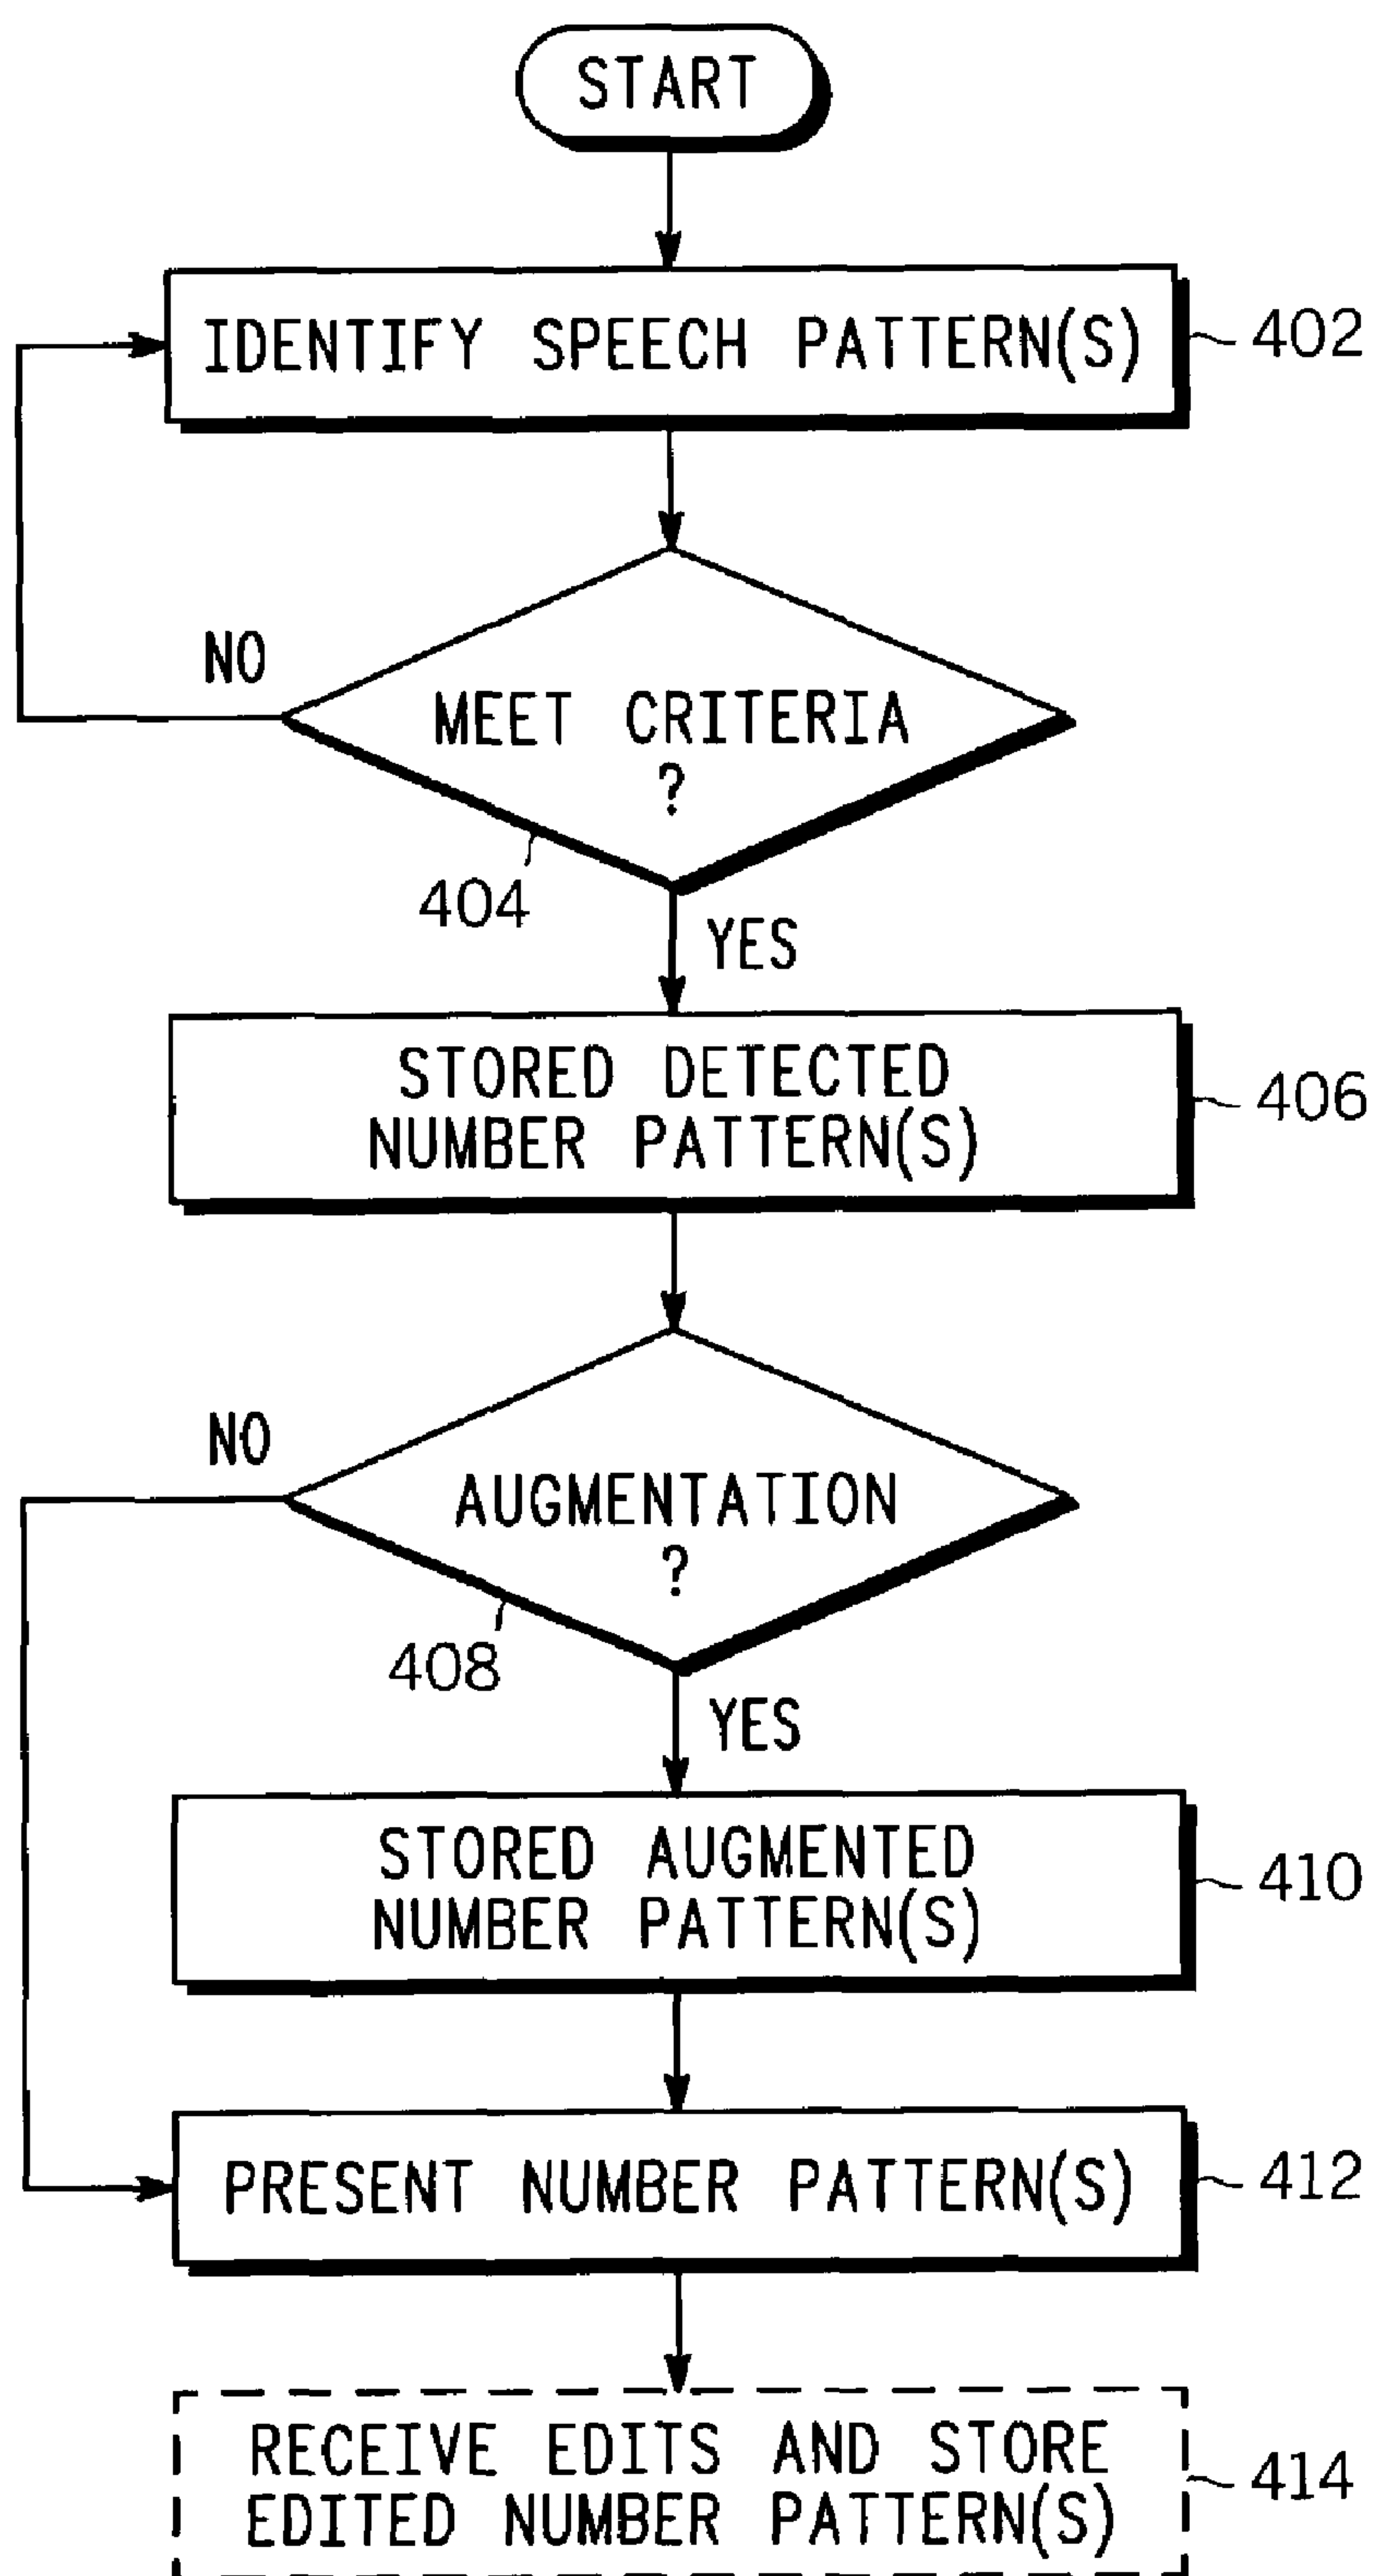 START
IDENTIFY SPEECH PATTERN(S)
402
NO
MEET CRITERIA
?
404
YES
STORED DETECTED
NUMBER PATTERN(S)
406
NO
AUGMENTATION
?
408
YES
STORED AUGMENTED
NUMBER PATTERN(S)
410
PRESENT NUMBER PATTERN(S)
412
RECEIVE EDITS AND STORE
EDITED NUMBER PATTERN(S)
414